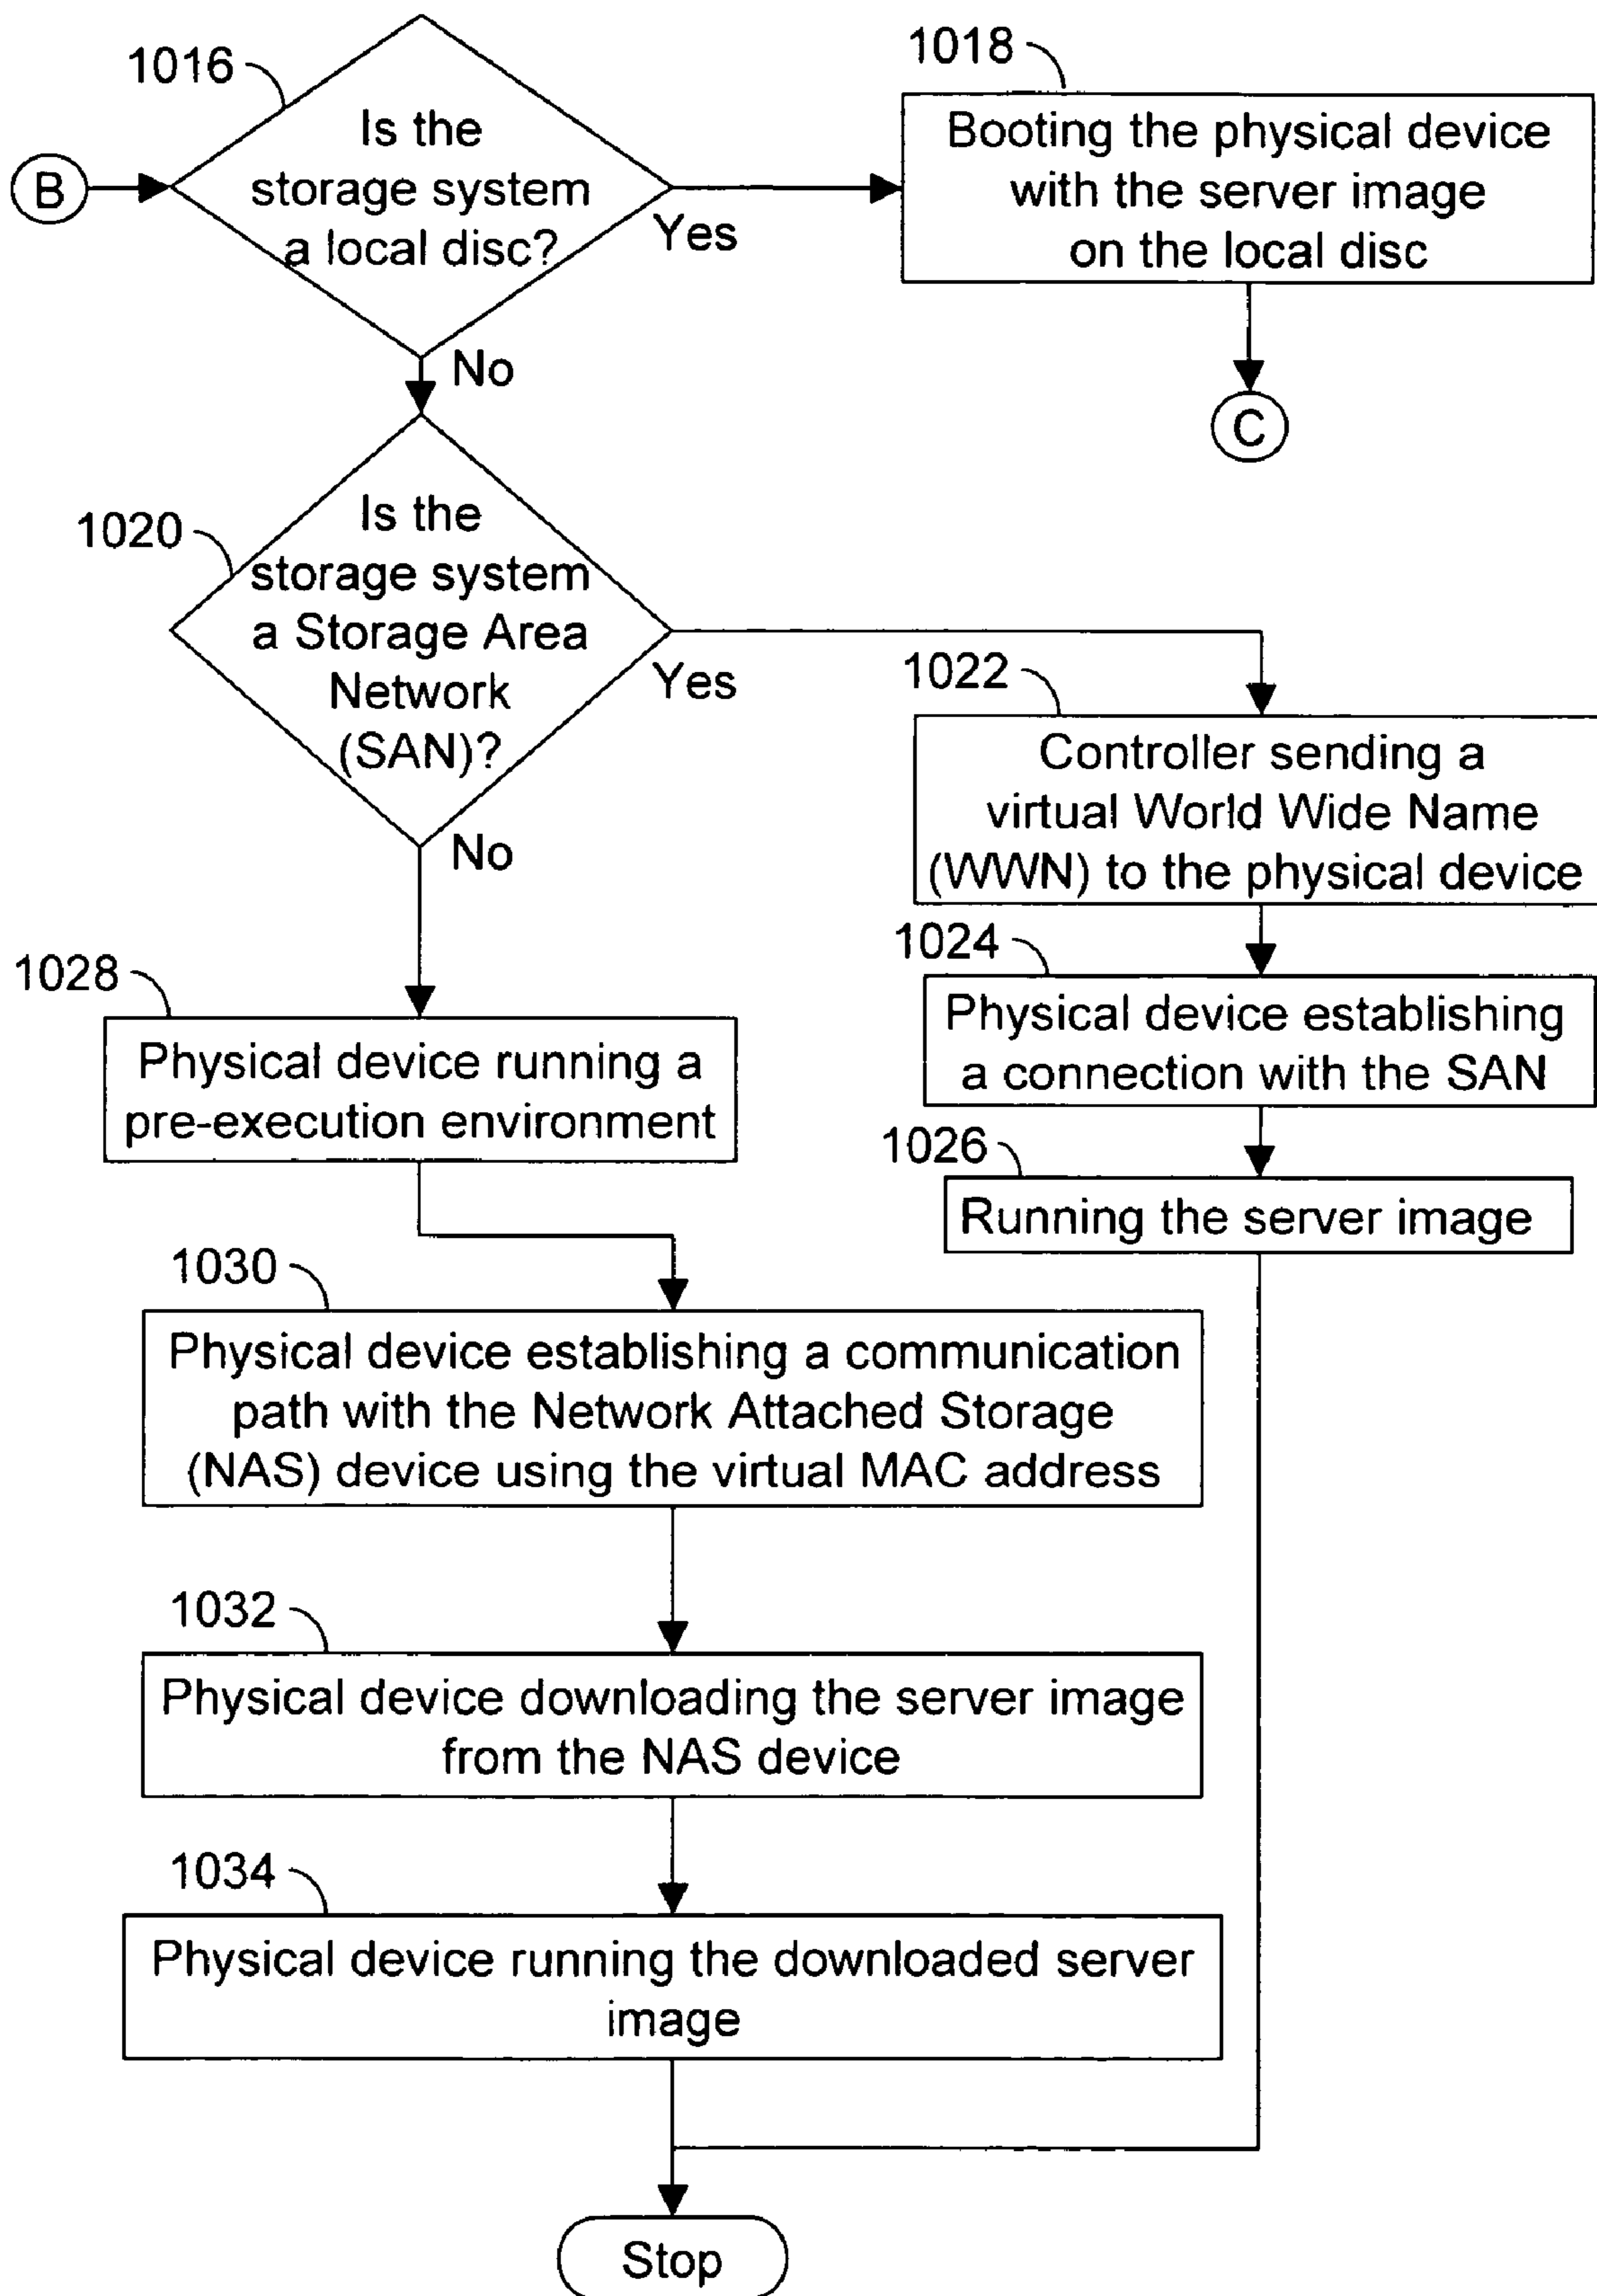 1016
Is the
storage system
a local disc?
B
Yes
No
1018
Booting the physical device
with the server image
on the local disc
C
1020
Is the
storage system
a Storage Area
Network
(SAN)?
Yes
No
1022
Controller sending a
virtual World Wide Name
(WWN) to the physical device
1024
Physical device establishing
a connection with the SAN
1026
Running the server image
1028
Physical device running a
pre-execution environment
1030
Physical device establishing a communication
path with the Network Attached Storage
(NAS) device using the virtual MAC address
1032
Physical device downloading the server image
from the NAS device
1034
Physical device running the downloaded server
image
Stop